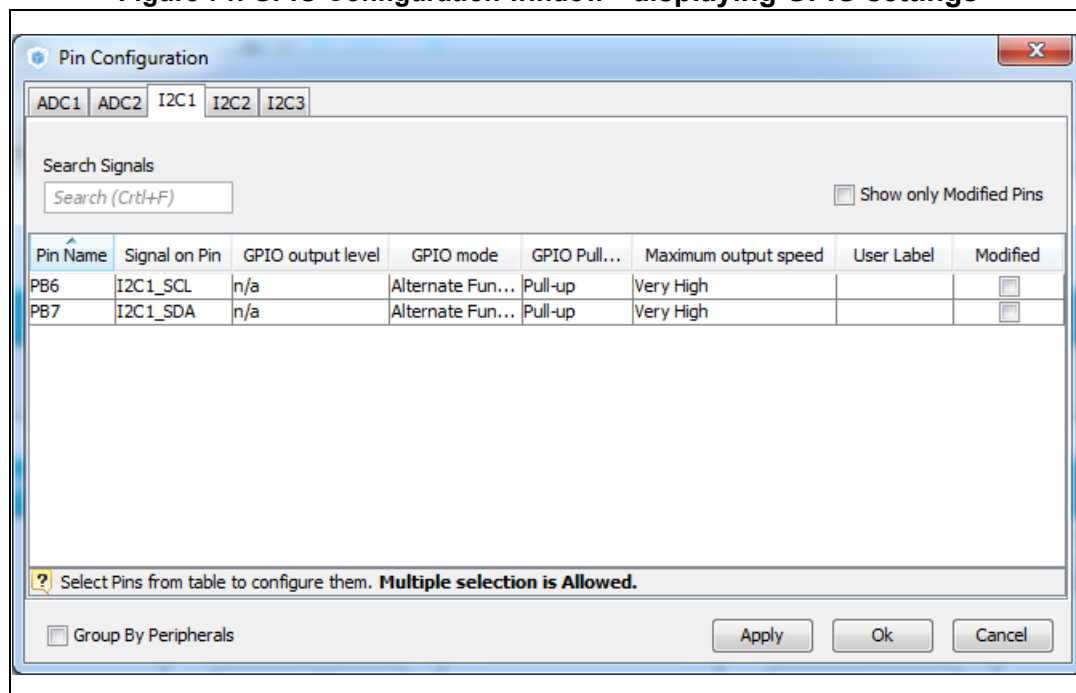 displaying GPIO settings
Pin Configuration
ADC1 ADC2 I2C1 I2C2 I2C3
Search Signals
Search (Crtl+F)
Show only Modified Pins
Pin Name Signal on Pin GPIO output level GPIO mode GPIO Pull... Maximum output speed User Label Modified
PB6 I2C1_SCL n/a Alternate Fun... Pull-up Very High
PB7 I2C1_SDA n/a Alternate Fun... Pull-up Very High
? Select Pins from table to configure them. Multiple selection is Allowed.
Group By Peripherals
Apply Ok Cancel